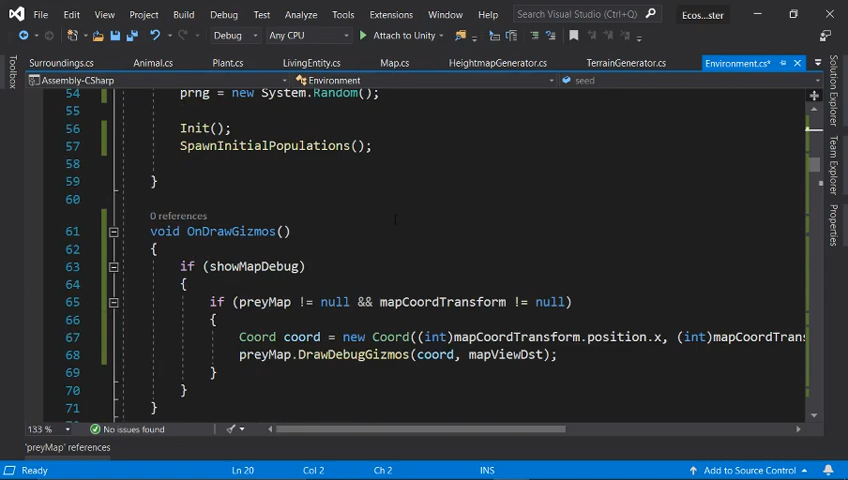 File Edit View Project Build Debug Test Analyze Tools Extensions Window Help Search Visual Studio (Ctrl+Q) Ecos...ster
Debug Any CPU Attach to Unity
Surroundings.cs Animal.cs Plant.cs LivingEntity.cs Map.cs HeightmapGenerator.cs TerrainGenerator.cs Environment.cs*
Toolbox
Assembly-CSharp Environment seed
54 prng = new System.Random();
55
56 Init();
57 SpawnInitialPopulations();
58
59 }
60
0 references
61 void OnDrawGizmos()
62 {
63 if (showMapDebug)
64 {
65 if (preyMap != null && mapCoordTransform != null)
66 {
67 Coord coord = new Coord((int)mapCoordTransform.position.x, (int)mapCoordTrans
68 preyMap.DrawDebugGizmos(coord, mapViewDst);
69 }
70 }
71 }
Solution Explorer
Team Explorer
Properties
133 % No issues found
'preyMap' references
Ready Ln 20 Col 2 Ch 2 INS Add to Source Control